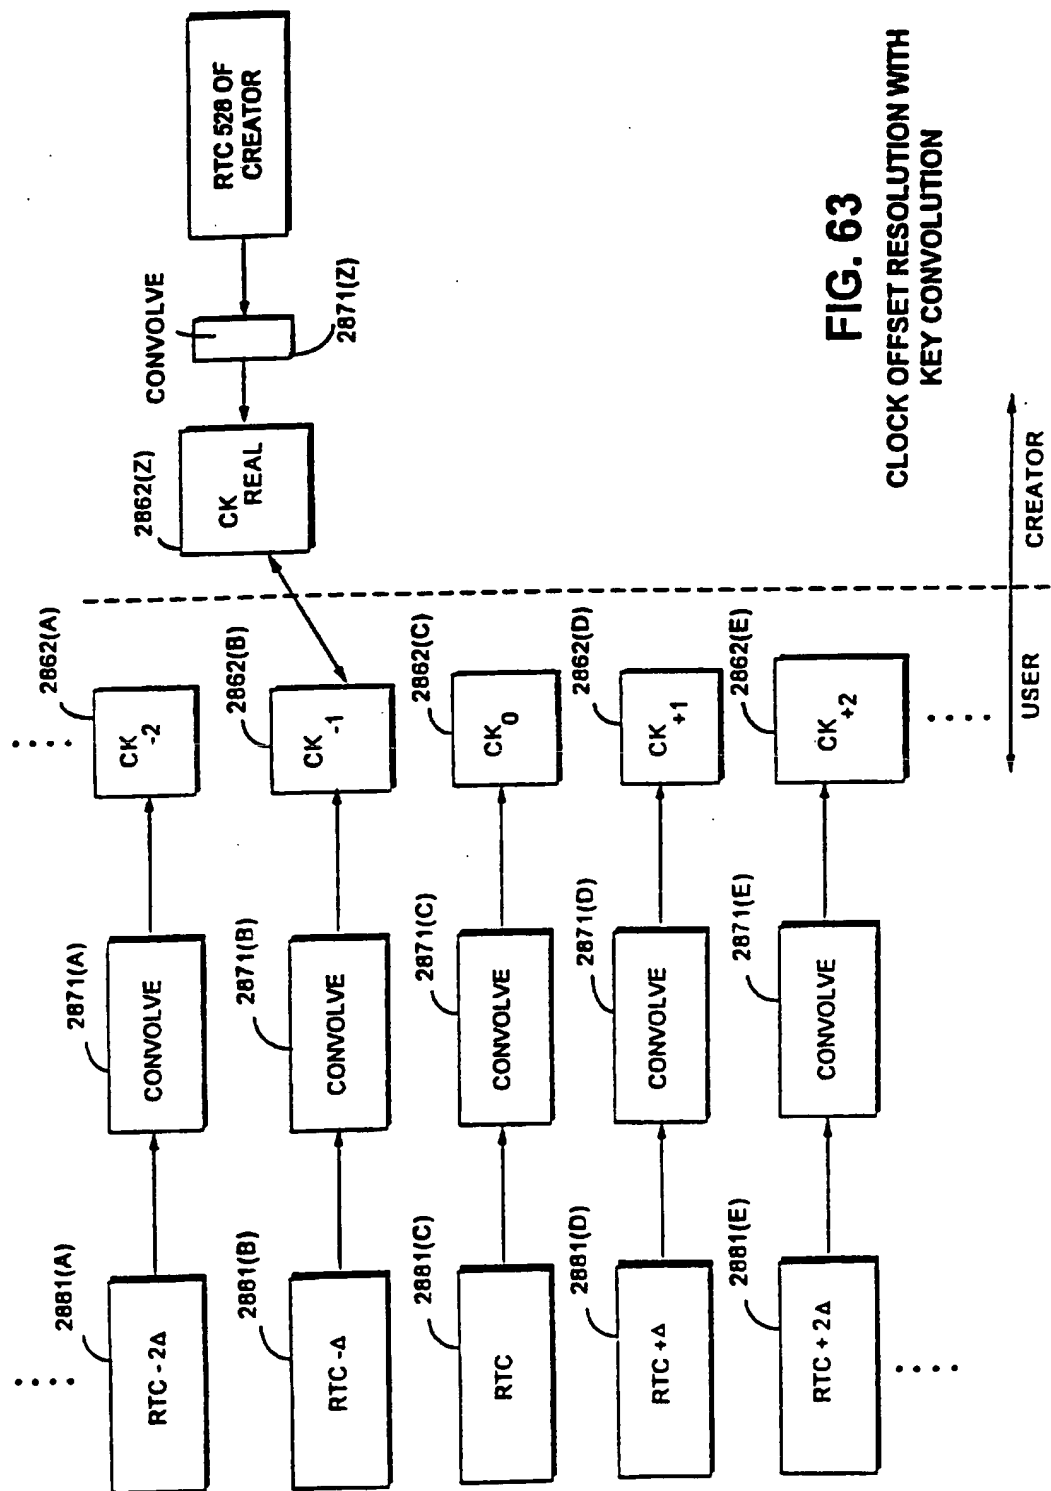 2881(A)
RTC - 2Δ
2871(A)
CONVOLVE
2862(A)
CK -2
2881(B)
RTC -Δ
2871(B)
CONVOLVE
2862(B)
CK -1
2881(C)
RTC
2871(C)
CONVOLVE
2862(C)
CK 0
2881(D)
RTC +Δ
2871(D)
CONVOLVE
2862(D)
CK +1
2881(E)
RTC + 2Δ
2871(E)
CONVOLVE
2862(E)
CK +2
2862(Z)
CK REAL
CONVOLVE
2871(Z)
RTC 528 OF
CREATOR
USER
CREATOR
FIG. 63
CLOCK OFFSET RESOLUTION WITH
KEY CONVOLUTION